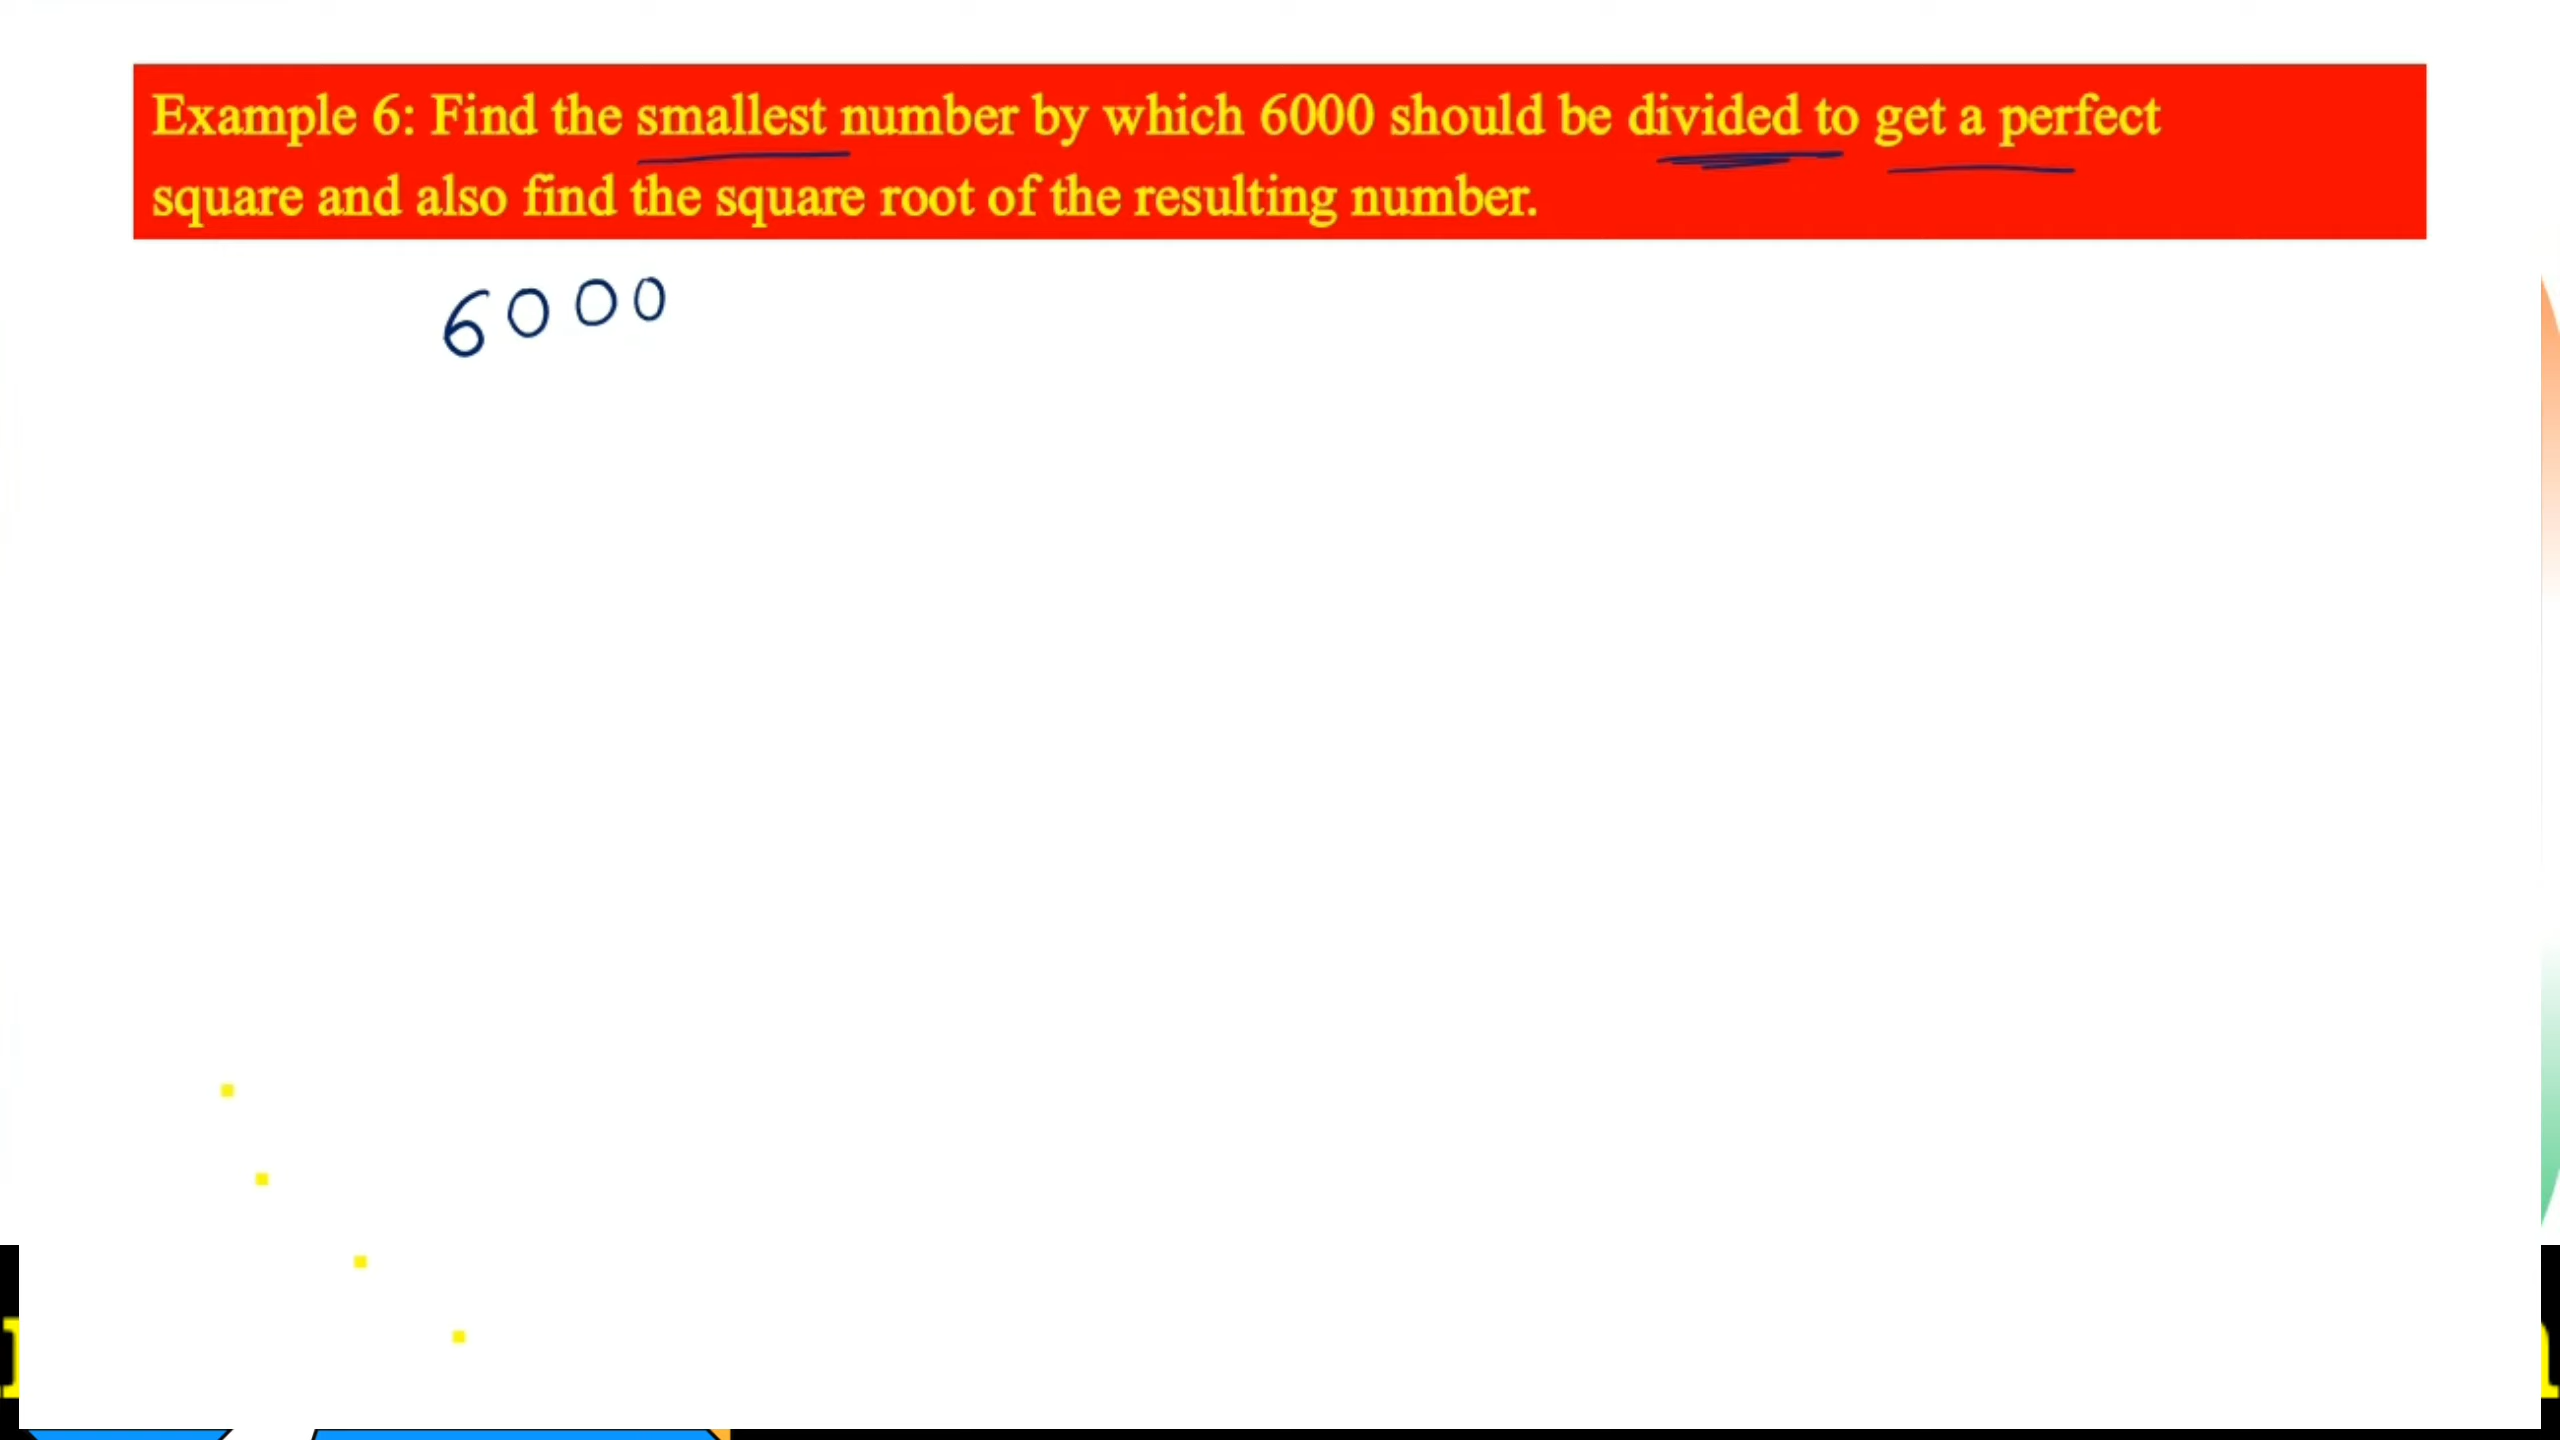 Example 6: Find the smallest number by which 6000 should be divided to get a perfect
square and also find the square root of the resulting number.
6000